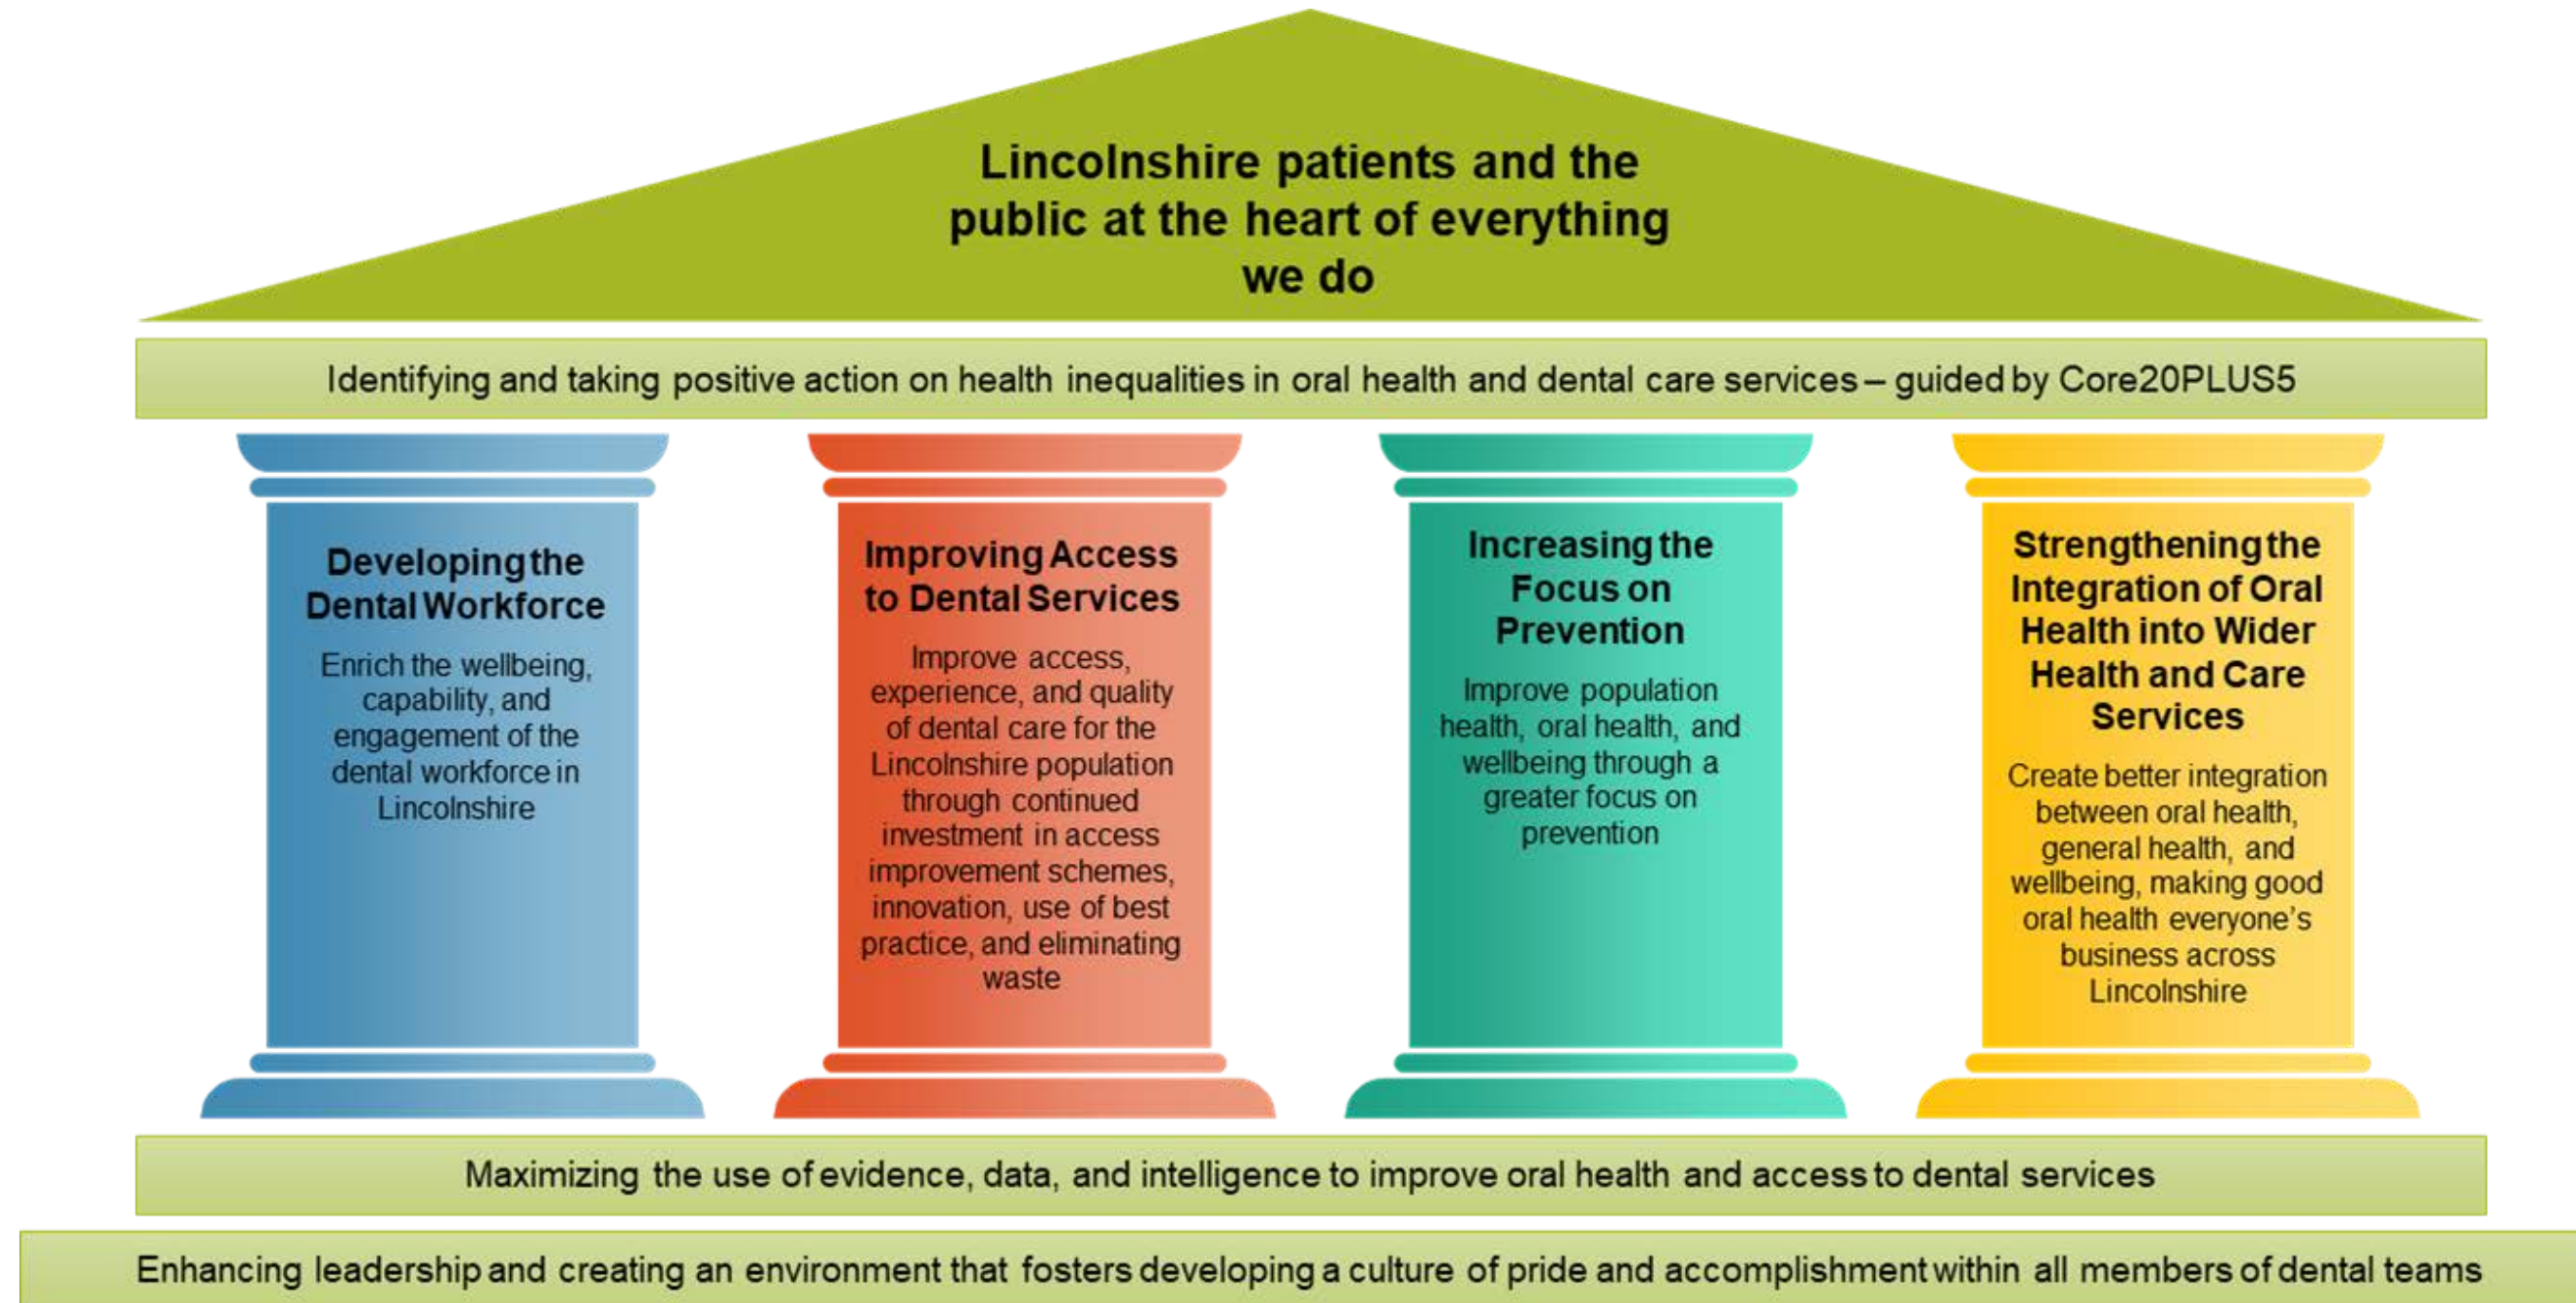 Lincolnshire patients and the
public at the heart of everything
we do
Identifying and taking positive action on health inequalities in oral health and dental care services – guided by Core20PLUS5
Developing the
Dental Workforce
Enrich the wellbeing,
capability, and
engagement of the
dental workforce in
Lincolnshire
Improving Access
to Dental Services
Improve access,
experience, and quality
of dental care for the
Lincolnshire population
through continued
investment in access
improvement schemes,
innovation, use of best
practice, and eliminating
waste
Increasing the
Focus on
Prevention
Improve population
health, oral health, and
wellbeing through a
greater focus on
prevention
Strengthening the
Integration of Oral
Health into Wider
Health and Care
Services
Create better integration
between oral health,
general health, and
wellbeing, making good
oral health everyone’s
business across
Lincolnshire
Maximizing the use of evidence, data, and intelligence to improve oral health and access to dental services
Enhancing leadership and creating an environment that fosters developing a culture of pride and accomplishment within all members of dental teams